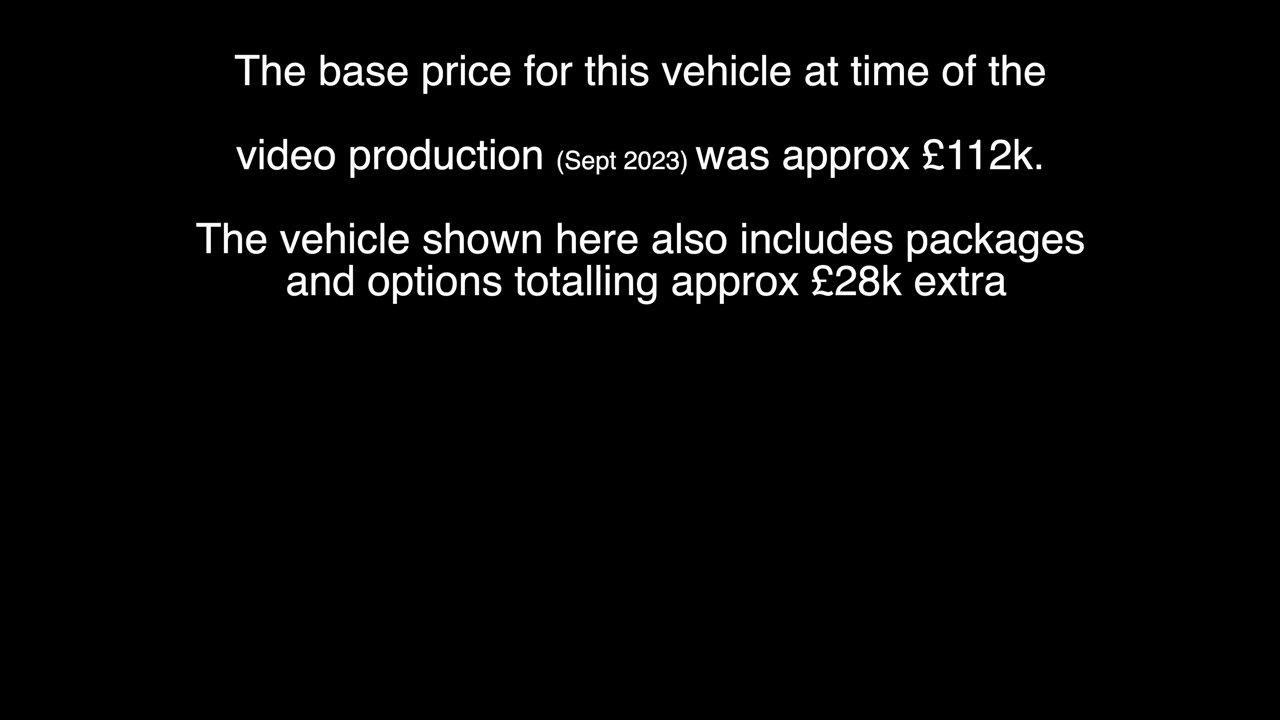 The base price for this vehicle at time of the
video production (Sept 2023) was approx £112k.
The vehicle shown here also includes packages
and options totalling approx £28k extra